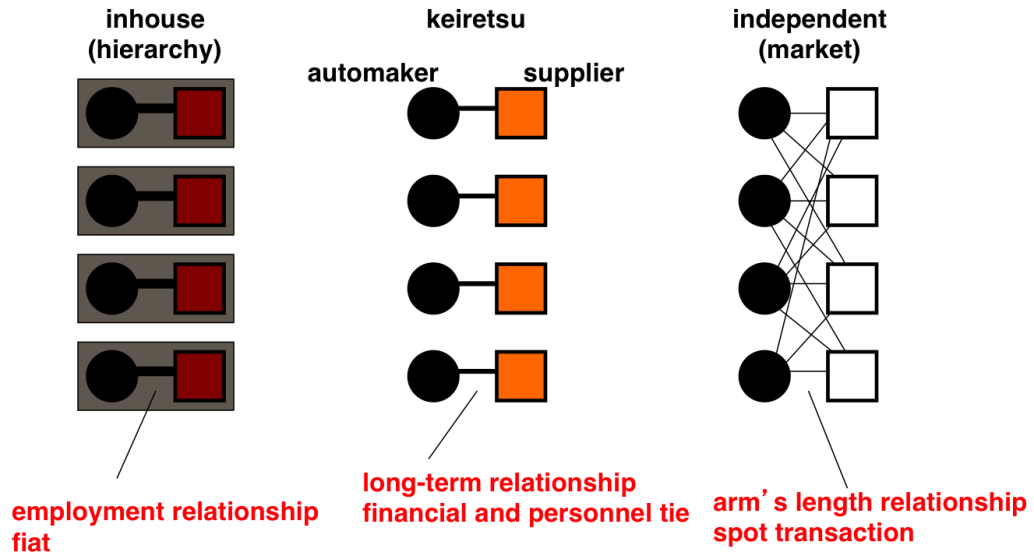 inhouse
(hierarchy)
keiretsu
independent
(market)
automaker
supplier
employment relationship
fiat
long-term relationship
financial and personnel tie
arm’s length relationship
spot transaction